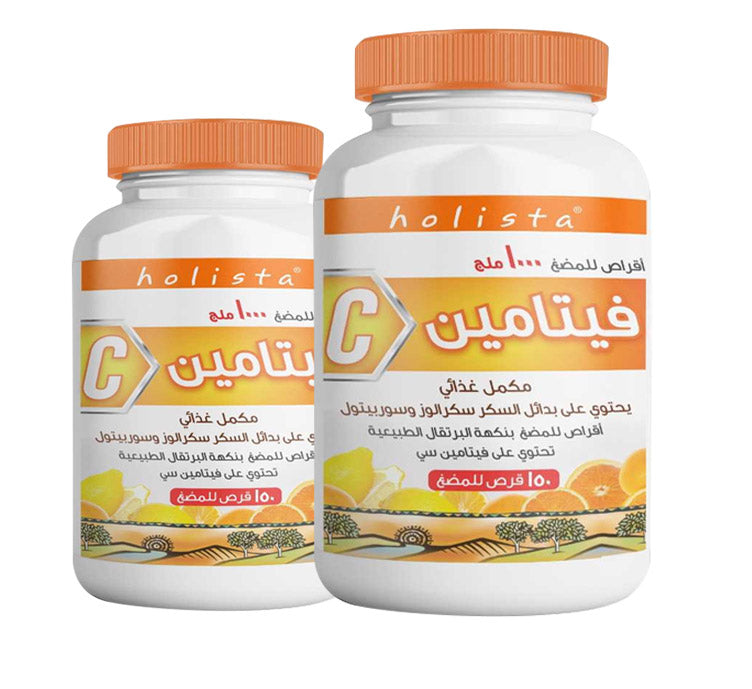 holista®
أقراص للمضغ ١٠٠٠ ملج
فيتامين C
مكمل غذائي
يحتوي على بدائل السكر سكرالوز وسوربيتول
أقراص للمضغ بنكهة البرتقال الطبيعية
تحتوي على فيتامين سي
١٥٠ قرص للمضغ
holista®
للمضغ ١٠٠٠ ملج
يتامين C
مكمل غذائي
ي على بدائل السكر سكرالوز وسوربيتول
قراص للمضغ بنكهة البرتقال الطبيعية
تحتوي على فيتامين سي
١٥٠ قرص للمضغ